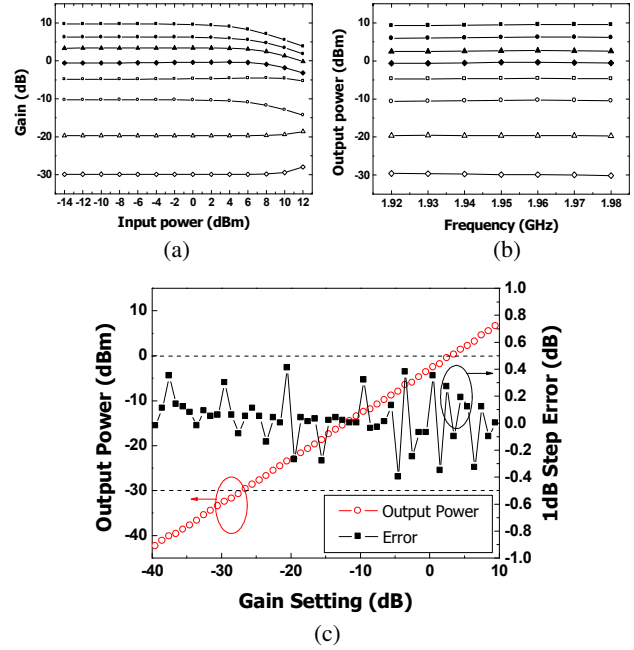 10
0
-10
-20
-30
Gain
(dB)
-14 -12 -10 -8 -6 -4 -2 0 2 4 6 8 10 12
Input power (dBm)
(a)
10
0
-10
-20
-30
Output power (dBm)
1.92 1.93 1.94 1.95 1.96 1.97 1.98
Frequency (GHz)
(b)
10
0
-10
-20
-30
-40
Output Power (dBm)
1.0
0.8
0.6
0.4
0.2
0.0
-0.2
-0.4
-0.6
-0.8
-1.0
1dB Step Error (dB)
Output Power
Error
-40 -30 -20 -10 0 10
Gain Setting (dB)
(c)